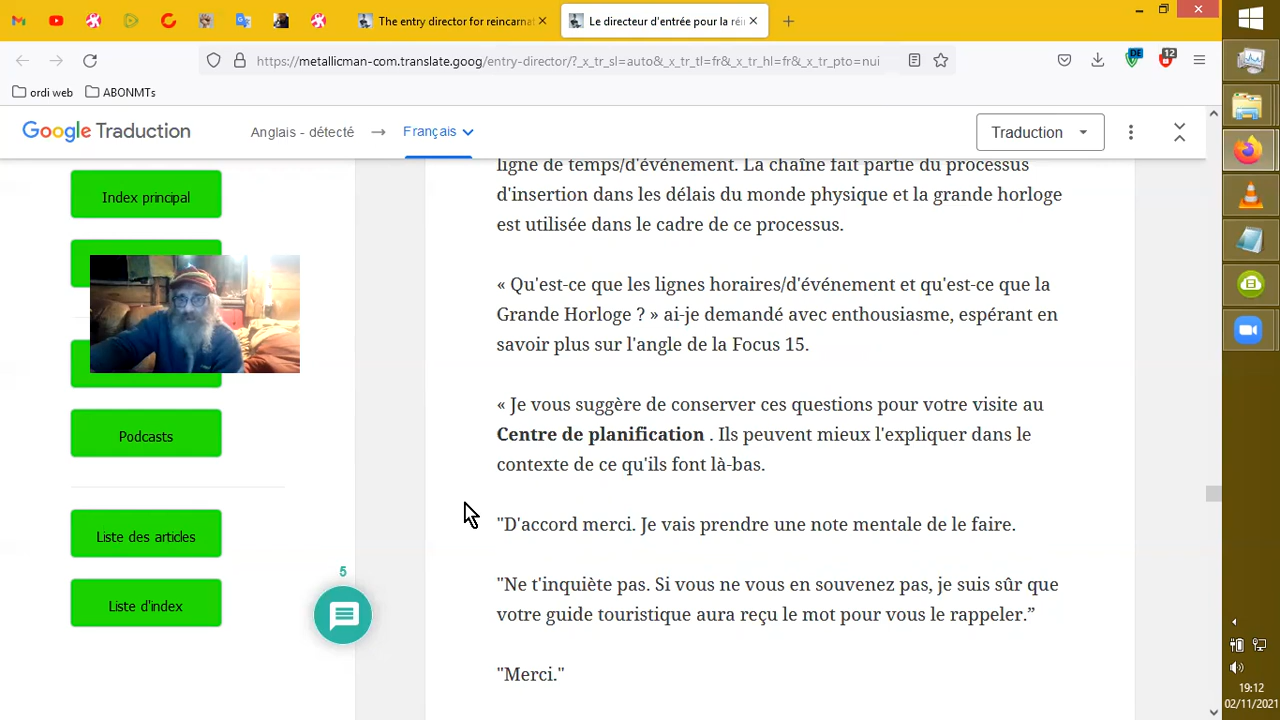 The entry director for reincarnat
Le directeur d'entrée pour la réin
https://metallicman-com.translate.goog/entry-director/?_x_tr_sl=auto&_x_tr_tl=fr&_x_tr_hl=fr&_x_tr_pto=nui
DE
12
ordi web
ABONMTs
Google Traduction
Anglais - détecté
Français
Traduction
Index principal
Podcasts
Liste des articles
Liste d'index
5
ligne de temps/d'événement. La chaîne fait partie du processus
d'insertion dans les délais du monde physique et la grande horloge
est utilisée dans le cadre de ce processus.
« Qu'est-ce que les lignes horaires/d'événement et qu'est-ce que la
Grande Horloge ? » ai-je demandé avec enthousiasme, espérant en
savoir plus sur l'angle de la Focus 15.
« Je vous suggère de conserver ces questions pour votre visite au
Centre de planification . Ils peuvent mieux l'expliquer dans le
contexte de ce qu'ils font là-bas.
"D'accord merci. Je vais prendre une note mentale de le faire.
"Ne t'inquiète pas. Si vous ne vous en souvenez pas, je suis sûr que
votre guide touristique aura reçu le mot pour vous le rappeler.”
"Merci."
19:12
02/11/2021